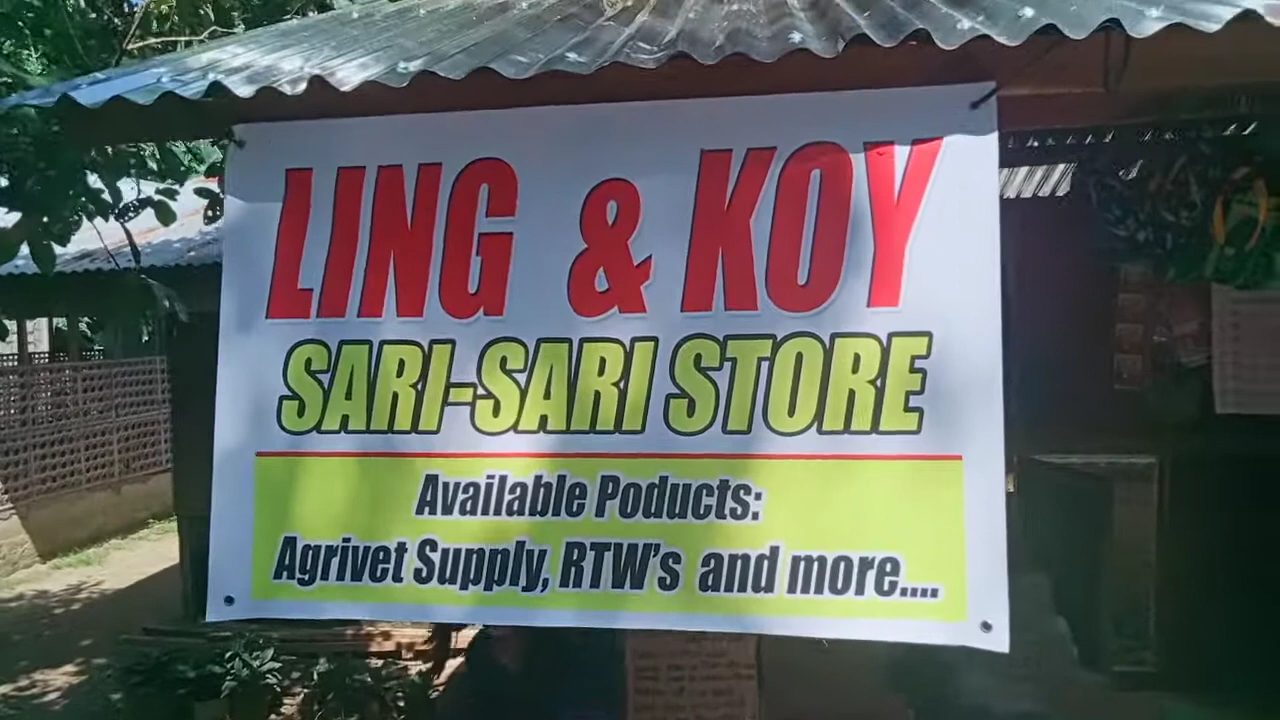 LING & KOY
SARI-SARI STORE
Available Poducts:
Agrivet Supply, RTW's and more....